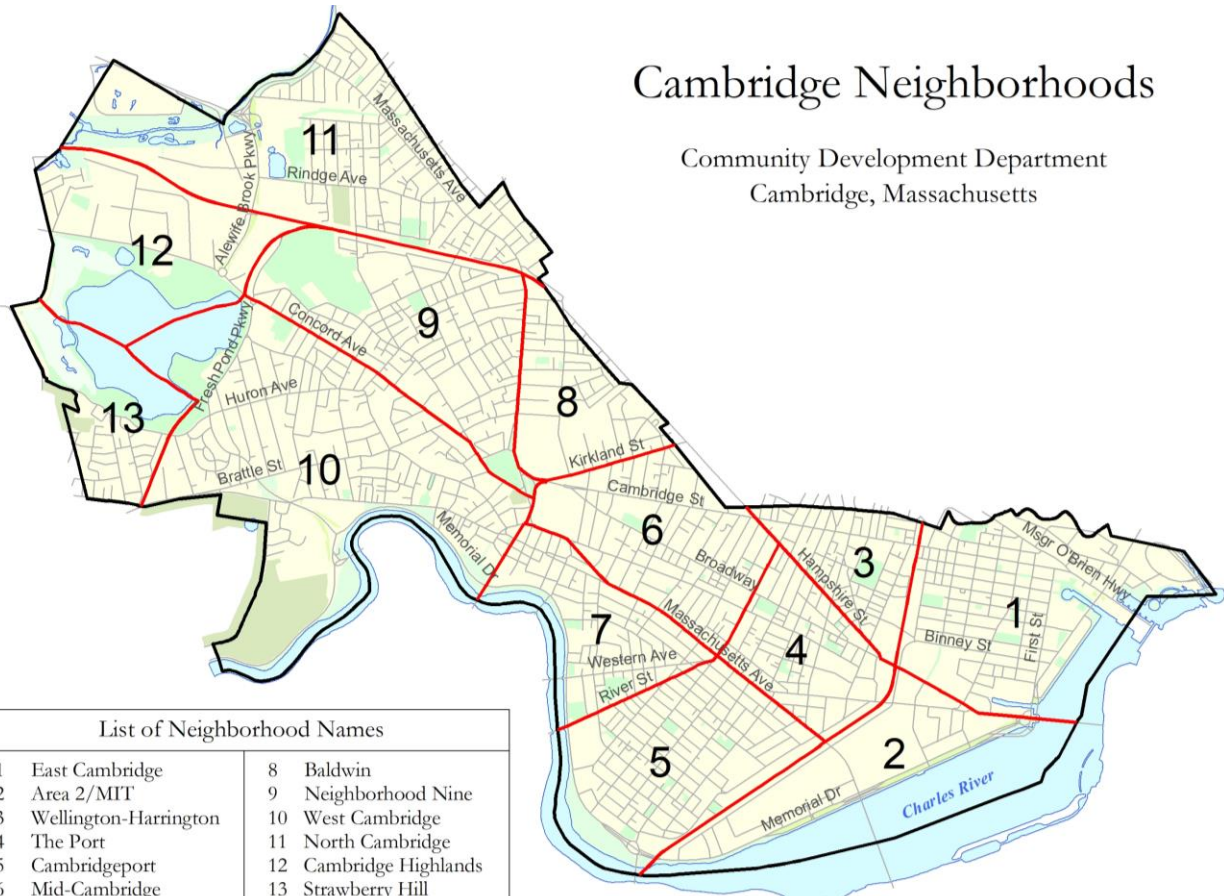 Cambridge Neighborhoods
Community Development Department
Cambridge, Massachusetts
Massachusetts Ave
11
Rindge Ave
Alewife Brook Pkwy
12
9
Concord Ave
Fresh Pond Pkwy
Huron Ave
8
13
Brattle St
10
Kirkland St
Cambridge St
6
Memorial Dr
Broadway
Hampshire St
3
Msgr O'Brien Hwy
1
First St
Binney St
7
Massachusetts Ave
4
Western Ave
River St
5
2
Memorial Dr
Charles River
List of Neighborhood Names
East Cambridge
Area 2/MIT
Wellington-Harrington
The Port
Cambridgeport
Mid-Cambridge
8 Baldwin
9 Neighborhood Nine
10 West Cambridge
11 North Cambridge
12 Cambridge Highlands
13 Strawberry Hill